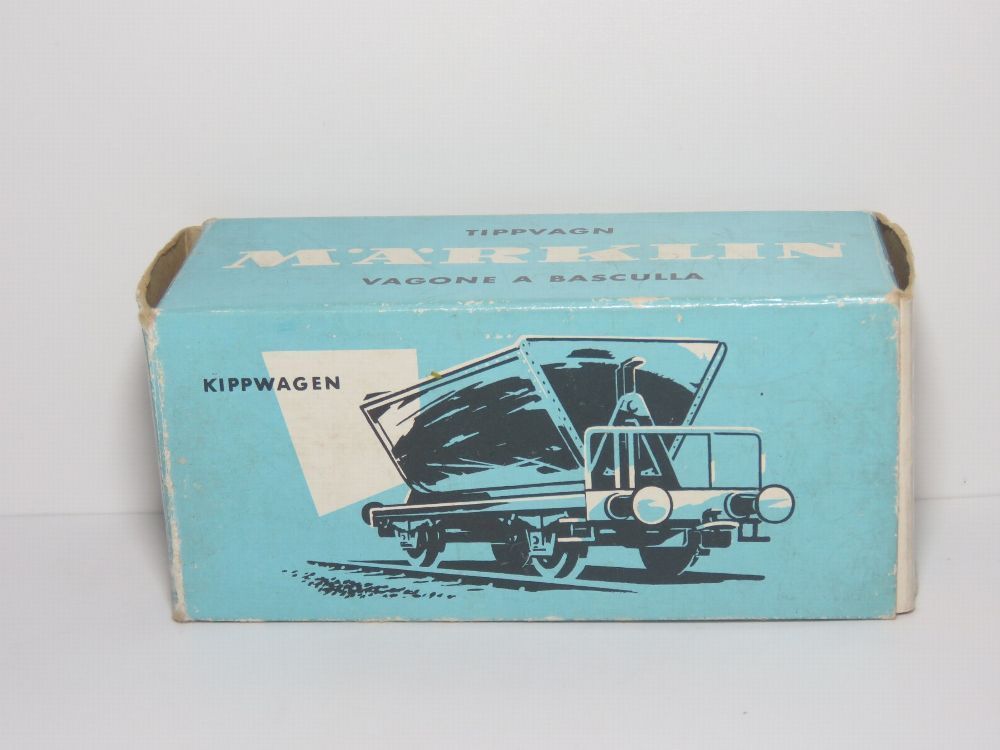 TIPPVAGN
MÄRKLIN
VAGONE A BASCULLA
KIPPWAGEN